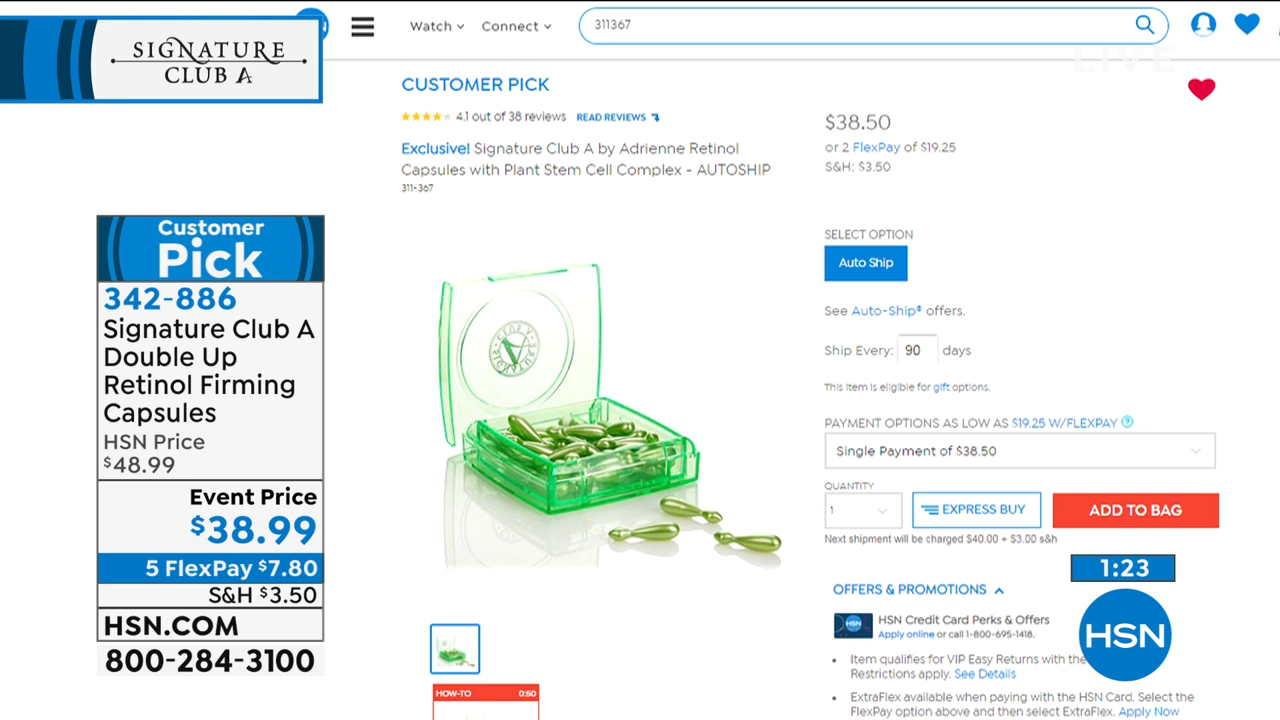 SIGNATURE
CLUB A
Watch
Connect
311367
LIVE
CUSTOMER PICK
4.1 out of 38 reviews READ REVIEWS
Exclusive! Signature Club A by Adrienne Retinol
Capsules with Plant Stem Cell Complex - AUTOSHIP
311-367
$38.50
or 2 FlexPay of $19.25
S&H: $3.50
SELECT OPTION
Auto Ship
See Auto-Ship® offers.
Ship Every: 90 days
This item is eligible for gift options.
PAYMENT OPTIONS AS LOW AS $19.25 W/FLEXPAY ?
Single Payment of $38.50
QUANTITY
1
EXPRESS BUY
ADD TO BAG
Next shipment will be charged $40.00 + $3.00 s&h
OFFERS & PROMOTIONS
HSN
HSN Credit Card Perks & Offers
Apply online or call 1-800-695-1418.
• Item qualifies for VIP Easy Returns with the
Restrictions apply. See Details
• ExtraFlex available when paying with the HSN Card. Select the
FlexPay option above and then select ExtraFlex. Apply Now
1:23
HSN
Customer
Pick
342-886
Signature Club A
Double Up
Retinol Firming
Capsules
HSN Price
$48.99
Event Price
$38.99
5 FlexPay $7.80
S&H $3.50
HSN.COM
800-284-3100
HOW-TO 0:50